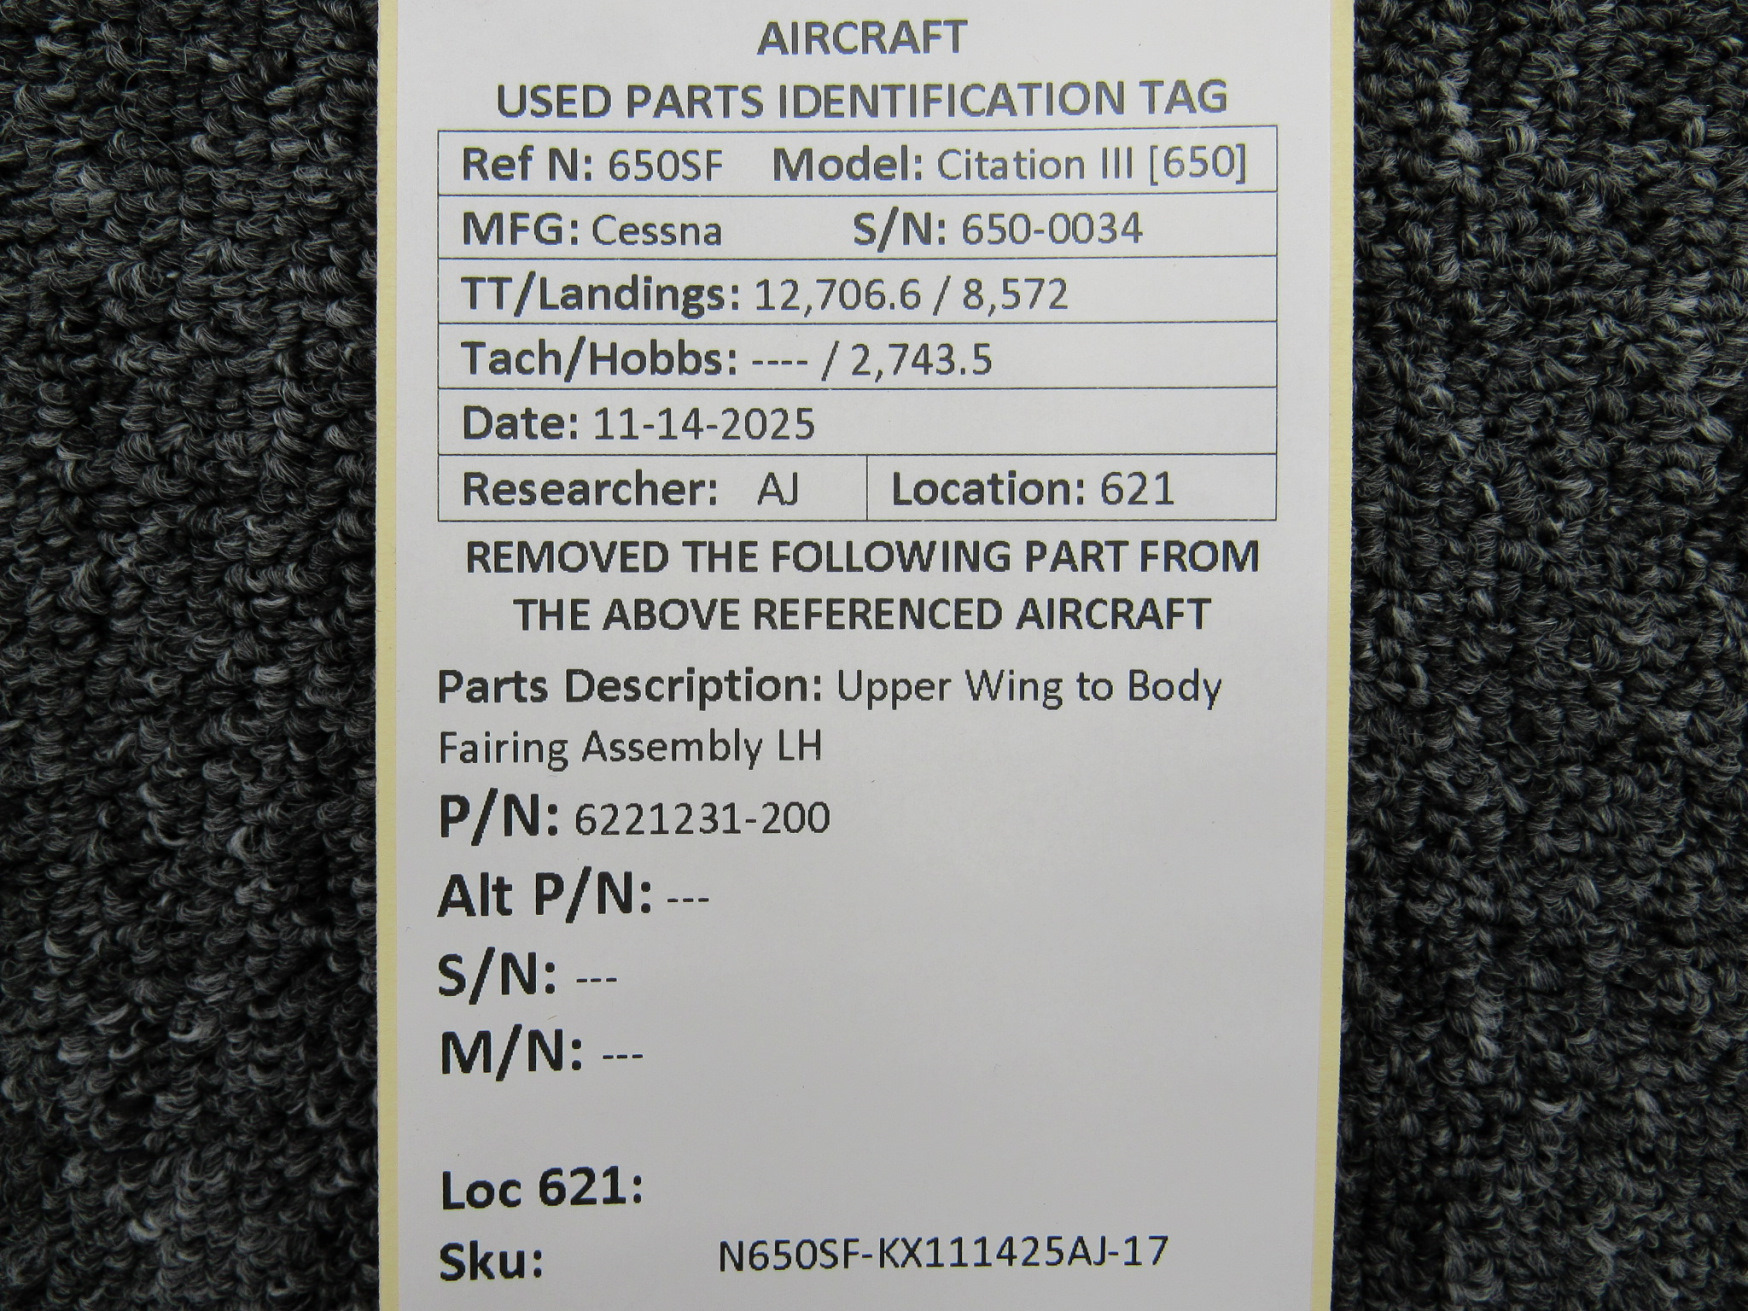 AIRCRAFT
USED PARTS IDENTIFICATION TAG
Ref N: 650SF Model: Citation III [650]
MFG: Cessna S/N: 650-0034
TT/Landings: 12,706.6 / 8,572
Tach/Hobbs: ---- / 2,743.5
Date: 11-14-2025
Researcher: AJ Location: 621
REMOVED THE FOLLOWING PART FROM
THE ABOVE REFERENCED AIRCRAFT
Parts Description: Upper Wing to Body
Fairing Assembly LH
P/N: 6221231-200
Alt P/N: ---
S/N: ---
M/N: ---
Loc 621:
Sku: N650SF-KX111425AJ-17